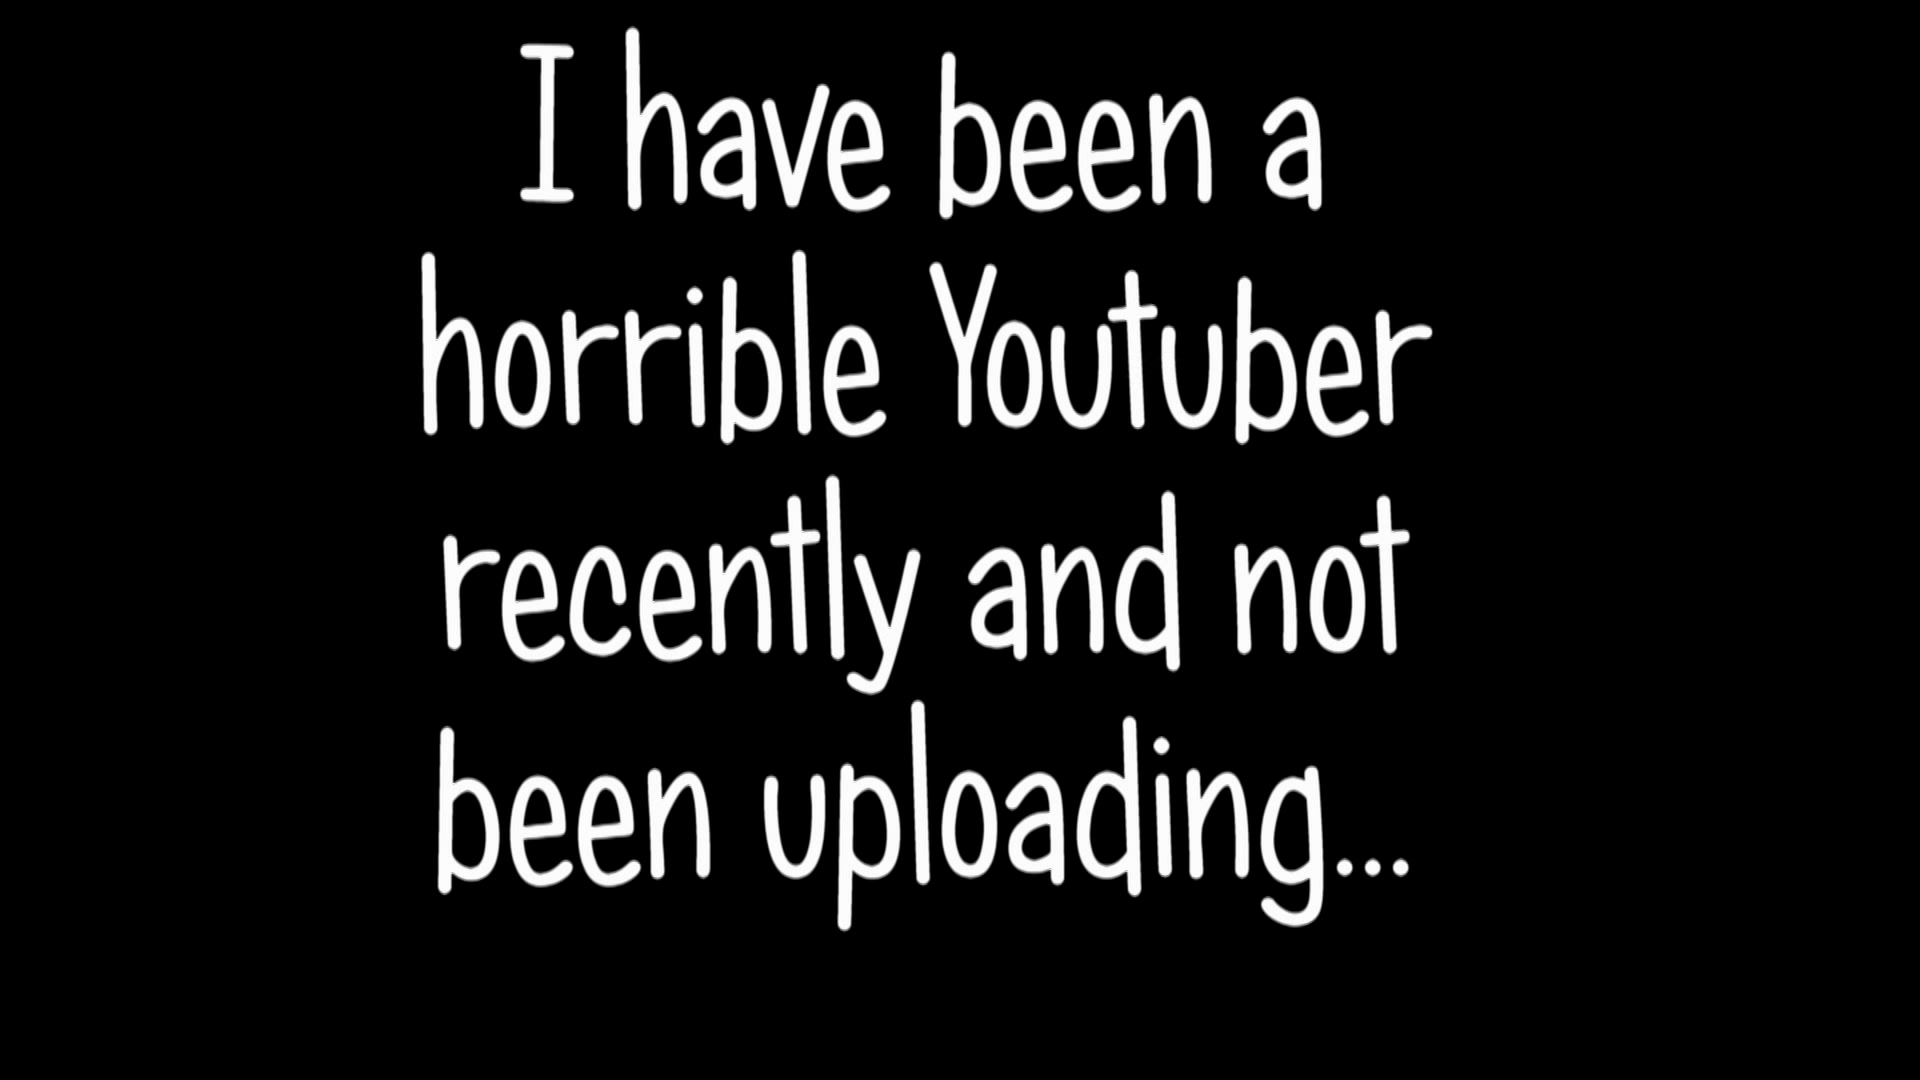 I have been a
horrible Youtuber
recently and not
been uploading...